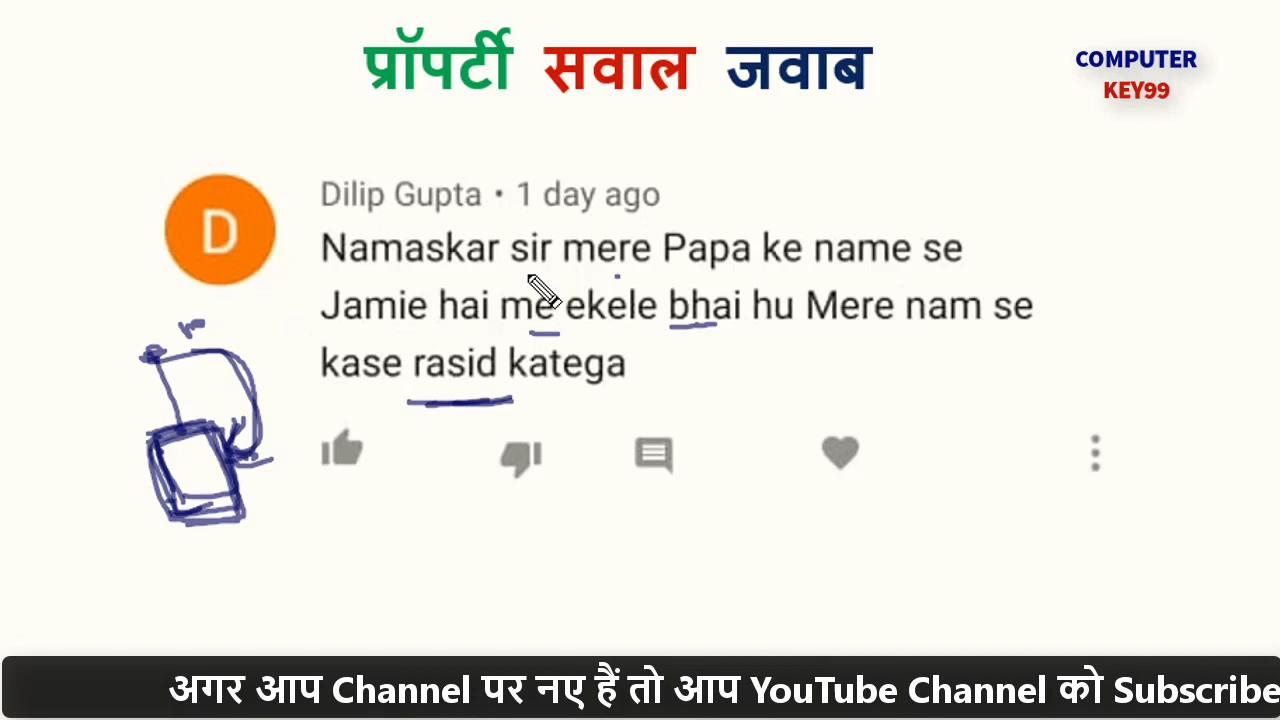 प्रॉपर्टी सवाल जवाब
COMPUTER
KEY99
D
Dilip Gupta • 1 day ago
Namaskar sir mere Papa ke name se
Jamie hai me ekele bhai hu Mere nam se
kase rasid katega
अगर आप Channel पर नए हैं तो आप YouTube Channel को Subscribe